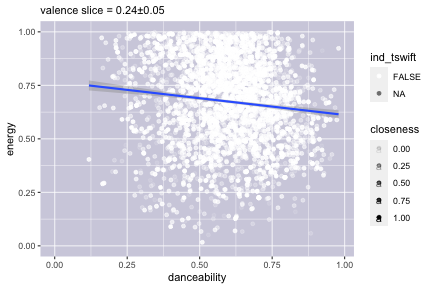 valence slice = 0.24±0.05
1.00
0.75
0.50
0.25
0.00
energy
0.00 0.25 0.50 0.75 1.00
danceability
ind_tswift
FALSE
NA
closeness
0.00
0.25
0.50
0.75
1.00